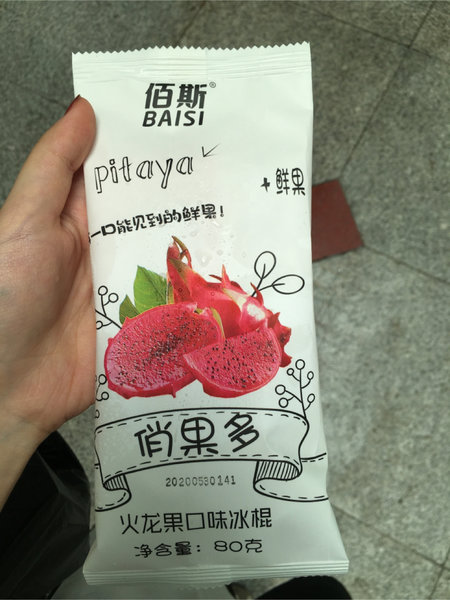 佰斯®
BAISI
pitaya
+鲜果
一口能见到的鲜果!
俏果多
20200530141
火龙果口味冰棍
净含量: 80克